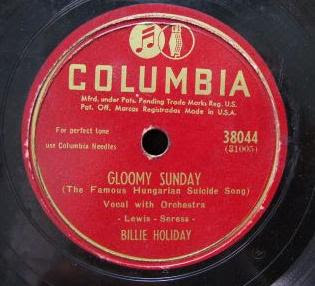 COLUMBIA
Mfrd. under Pats. Pending Trade Marks Reg. U.S.
Pat. Off. Marcas Registradas Made in U.S.A.
For perfect tone
use Columbia Needles
38044
(31005)
GLOOMY SUNDAY
(The Famous Hungarian Suicide Song)
Vocal with Orchestra
- Lewis - Seress -
BILLIE HOLIDAY